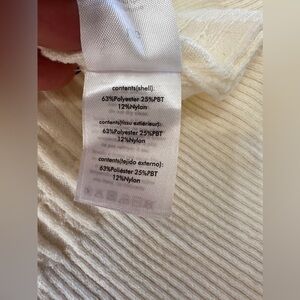 contents(shell):
63%Polyester 25%PBT
12%Nylon
contents(tissu extérieur):
63%Polyester 25%PBT
12%Nylon
contents(tejido externo):
63%Poliéster 25%PBT
12%Nylon